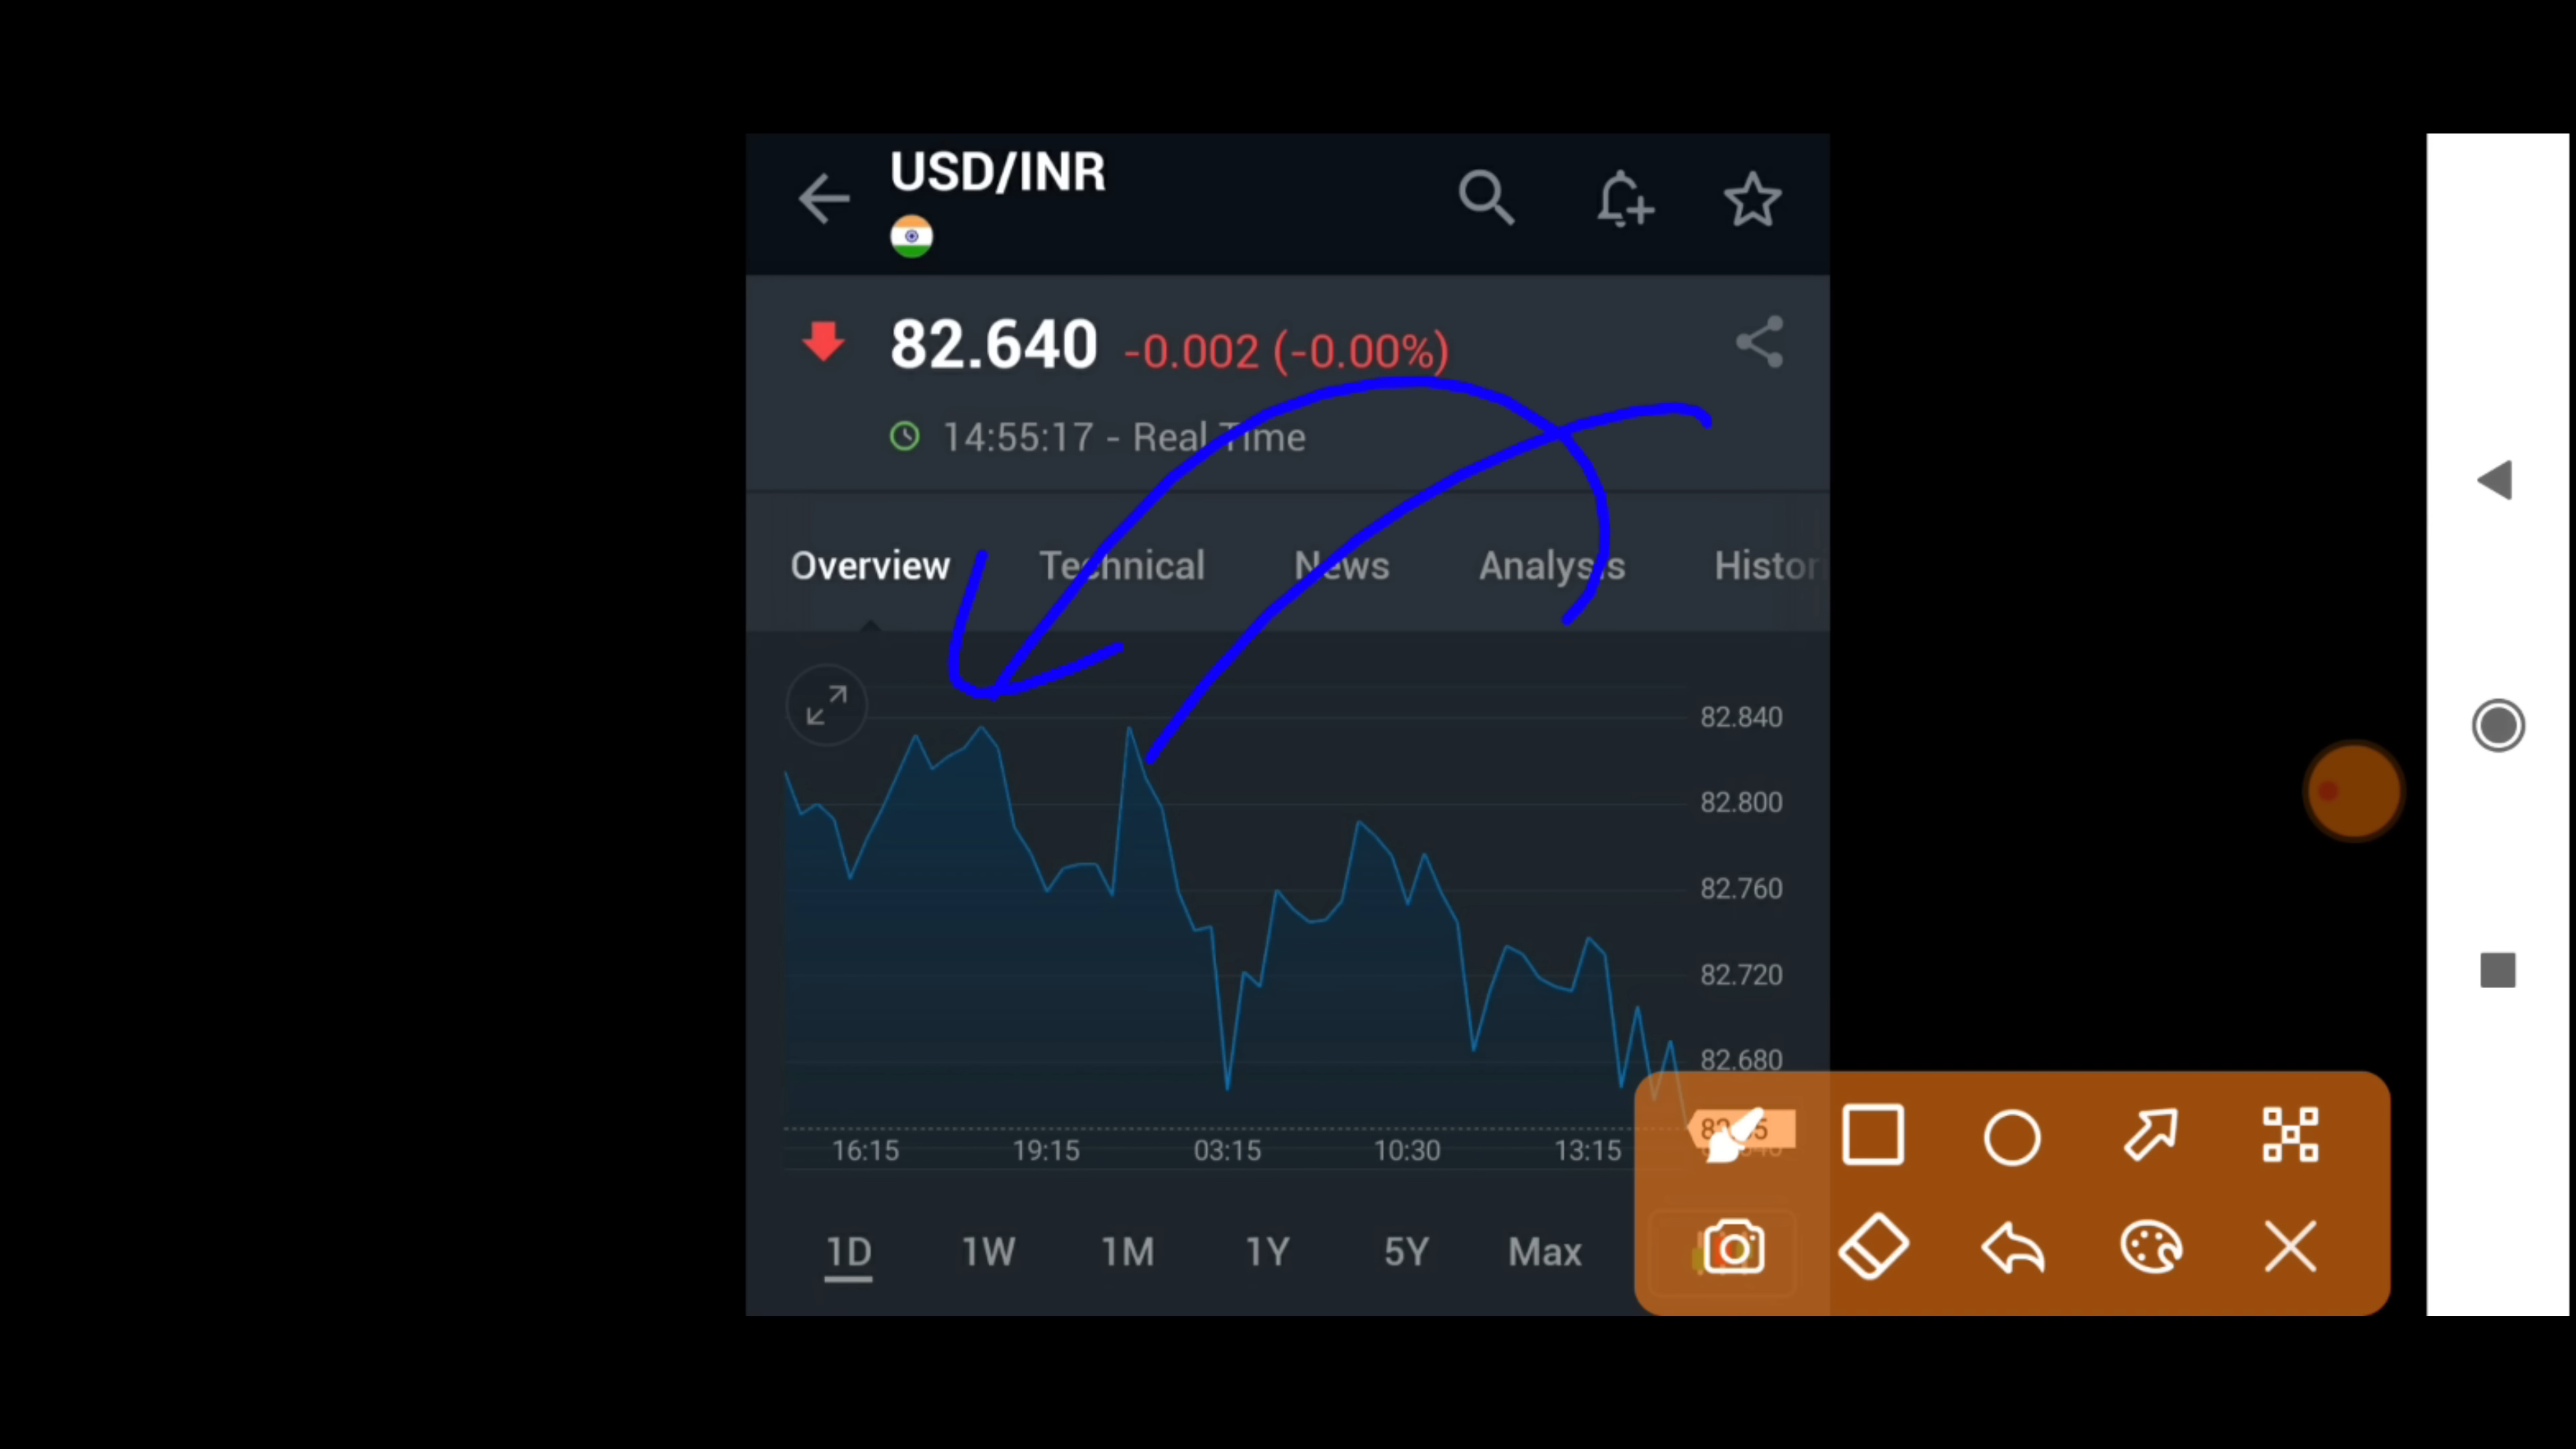 USD/INR
82.640 -0.002 (-0.00%)
14:55:17 - Real Time
Overview Technical News Analysis Histor
82.840
82.800
82.760
82.720
82.680
16:15 19:15 03:15 10:30 13:15
1D 1W 1M 1Y 5Y Max